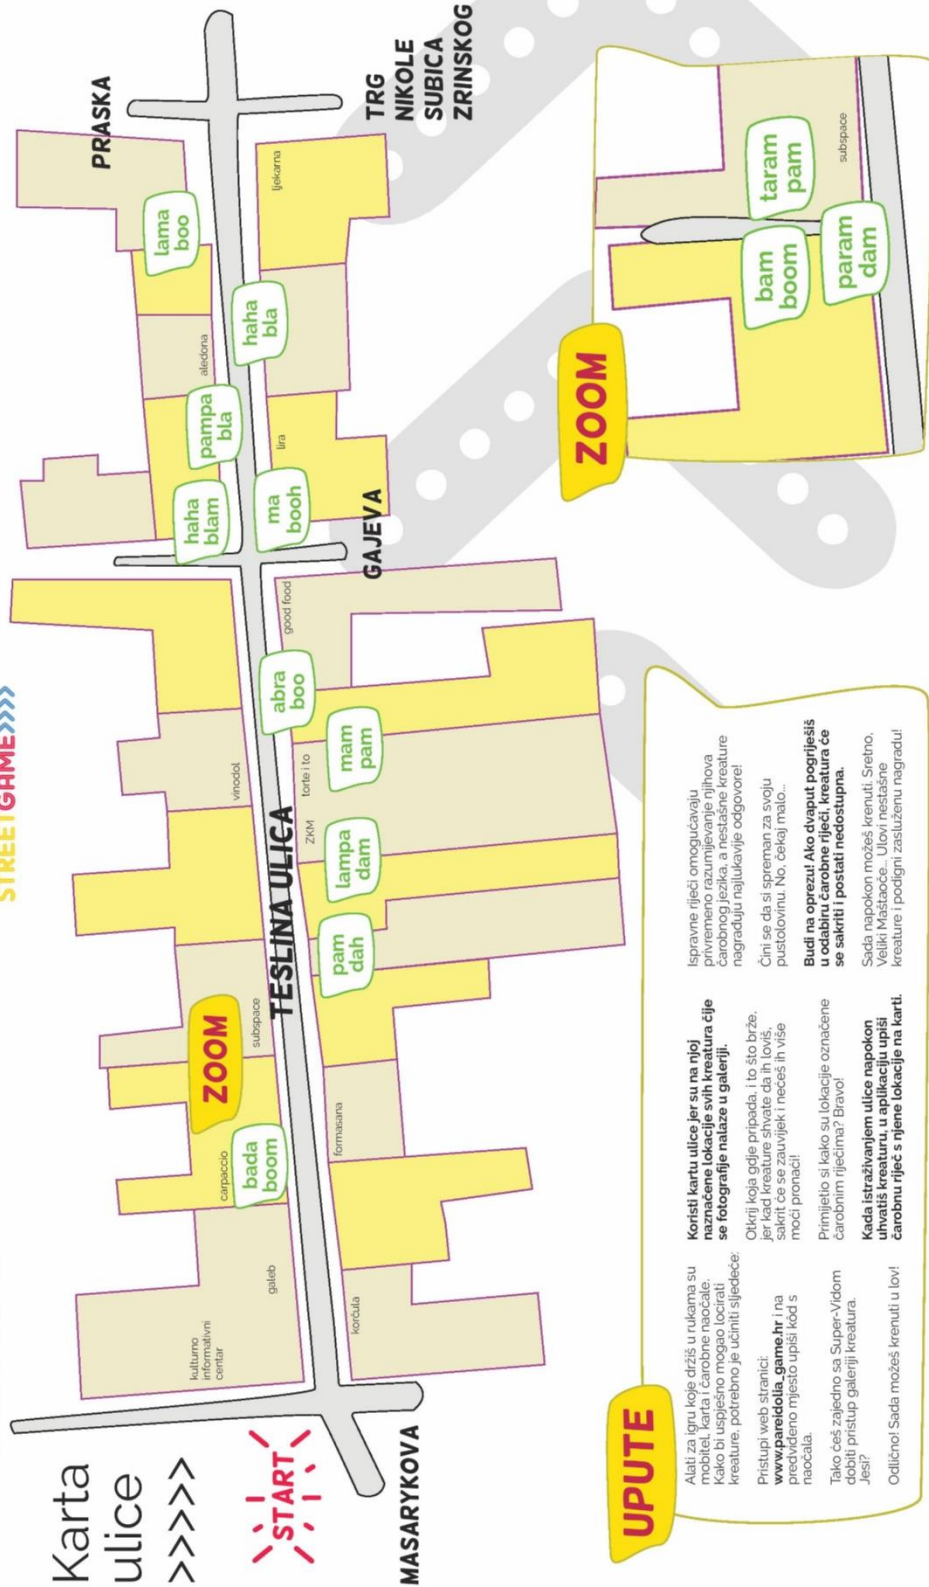 STREETGAME>>>>
Karta
ulice
>>>>>
START
MASARYKOVA
PRASKA
TRG
NIKOLE
SUBICA
ZRINSKOG
GAJEVA
TESLINA ULICA
kulturno
informativni
centar
galeb
carpaccio
bada
boom
ZOOM
subspace
vinodol
haha
blam
pampa
bla
aledona
lama
boo
korčula
formasana
pam
dah
lampa
dam
ZKM
torte i to
mam
pam
abra
boo
good food
ma
booh
lira
haha
bla
ljekarna
ZOOM
bam
boom
taram
pam
param
dam
subspace
UPUTE
Alati za igru koje držiš u rukama su
mobitel, karta i čarobne naočale.
Kako bi uspješno mogao locirati
kreature, potrebno je učiniti sljedeće:
Pristupi web stranici:
www.pareidolia_game.hr i na
predviđeno mjesto upiši kôd s
naočala.
Tako ćeš zajedno sa Super-Vidom
dobiti pristup galeriji kreatura.
Jesi?
Odlično! Sada možeš krenuti u lov!
Koristi kartu ulice jer su na njoj
naznačene lokacije svih kreatura čije
se fotografije nalaze u galeriji.
Otkrij koja gdje pripada, i to što brže,
jer kad kreature shvate da ih loviš,
sakrit će se zauvijek i nećeš ih više
moći pronaći!
Primijetio si kako su lokacije označene
čarobnim riječima? Bravo!
Kada istraživanjem ulice napokon
uhvatiš kreaturu, u aplikaciju upiši
čarobnu riječ s njene lokacije na karti.
Ispravne riječi omogućavaju
privremeno razumijevanje njihova
čarobnog jezika, a nestašne kreature
nagrađuju najlukavije odgovore!
Čini se da si spreman za svoju
pustolovinu. No, čekaj malo...
Budi na oprezu! Ako dvaput pogriješiš
u odabiru čarobne riječi, kreatura će
se sakriti i postati nedostupna.
Sada napokon možeš krenuti. Sretno,
Veliki Maštaoče... Ulovi nestašne
kreature i podigni zasluženu nagradu!